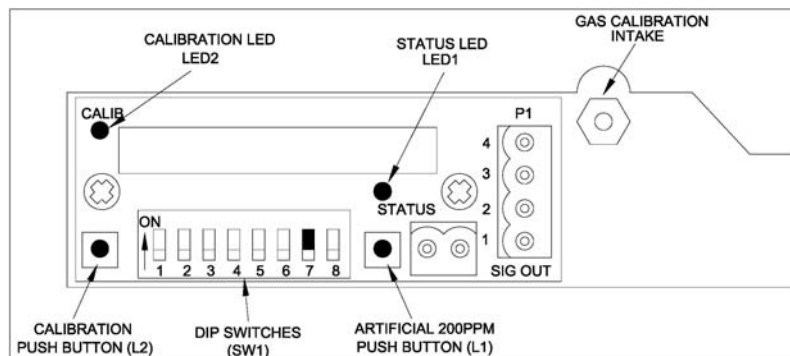 CALIBRATION LED
LED2
STATUS LED
LED1
GAS CALIBRATION
INTAKE
CALIB
P1
4
3
2
1
STATUS
ON
1 2 3 4 5 6 7 8
SIG OUT
CALIBRATION
PUSH BUTTON (L2)
DIP SWITCHES
(SW1)
ARTIFICIAL 200PPM
PUSH BUTTON (L1)